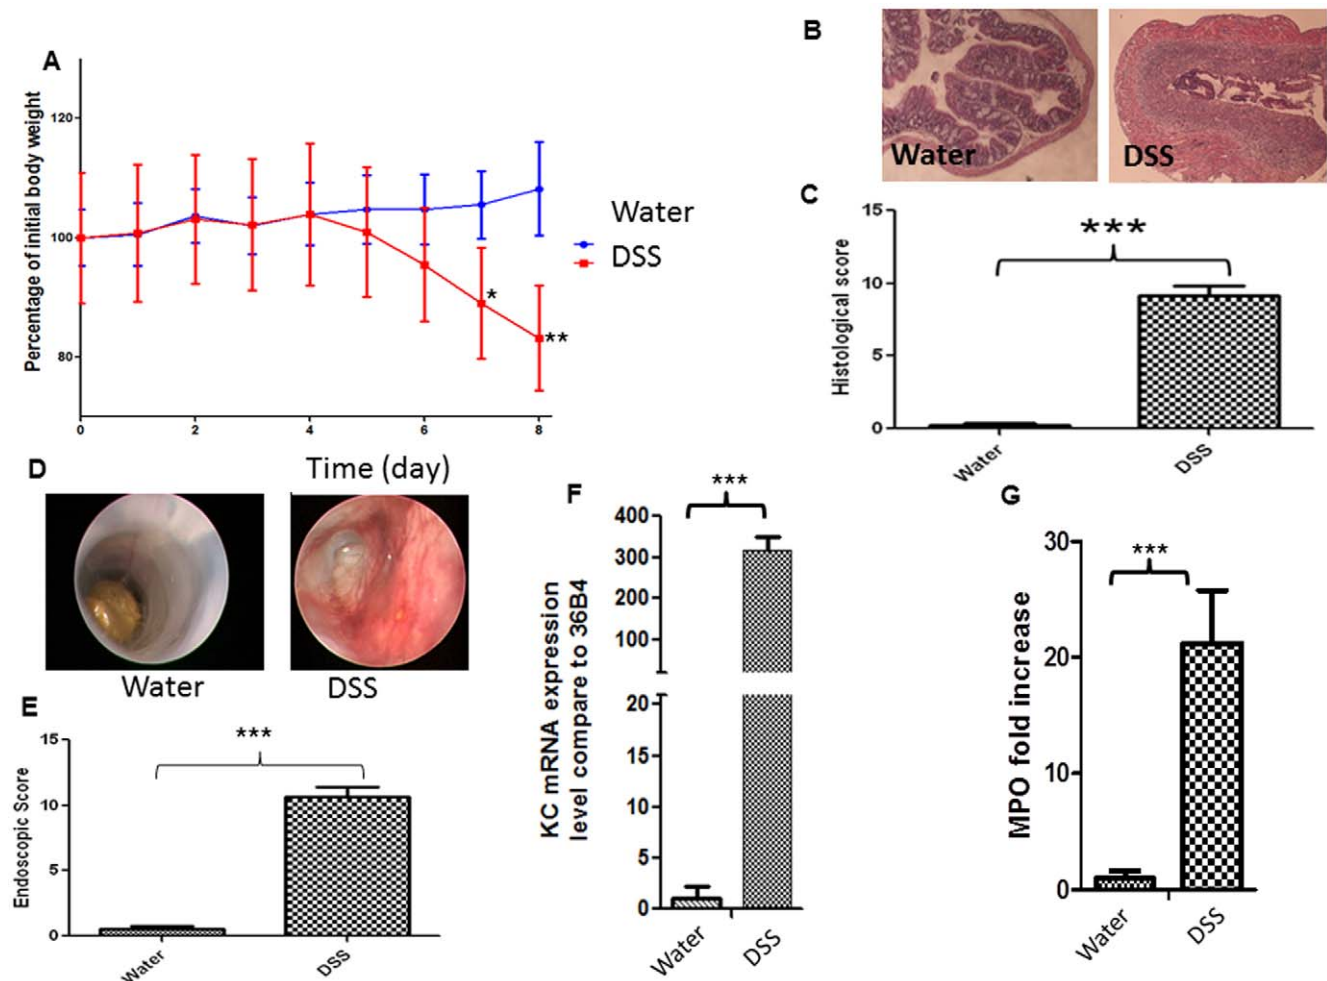 A
Percentage of initial body weight
120
100
80
0 2 4 6 8
*
**
Time (day)
Water
DSS
B
Water
DSS
C
Histological score
15
10
5
0
***
Water
DSS
D
Water
DSS
E
Endoscopic Score
15
10
5
0
***
Water
DSS
F
KC mRNA expression
level compare to 36B4
400
300
200
100
20
15
10
5
0
***
Water
DSS
G
MPO fold increase
30
20
10
0
***
Water
DSS